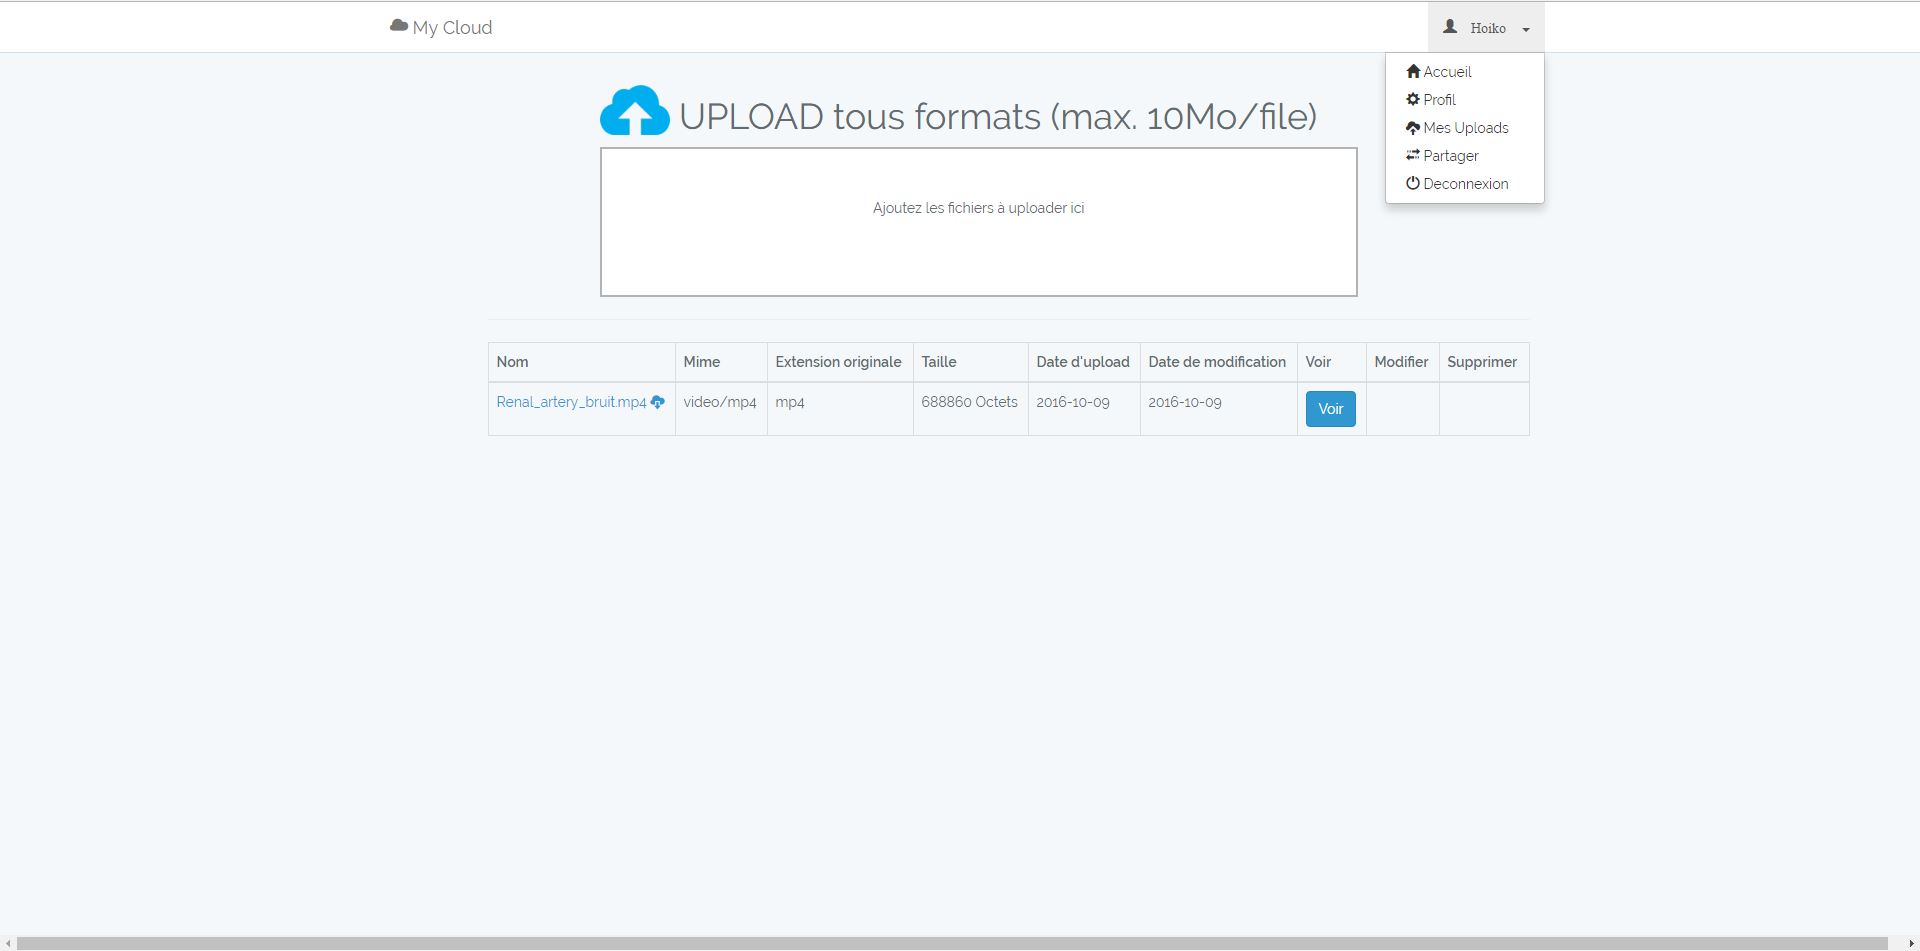 My Cloud
Hoiko
Accueil
Profil
Mes Uploads
Partager
Deconnexion
UPLOAD tous formats (max. 10Mo/file)
Ajoutez les fichiers à uploader ici
Nom Mime Extension originale Taille Date d'upload Date de modification Voir Modifier Supprimer
Renal_artery_bruit.mp4 video/mp4 mp4 688860 Octets 2016-10-09 2016-10-09 Voir